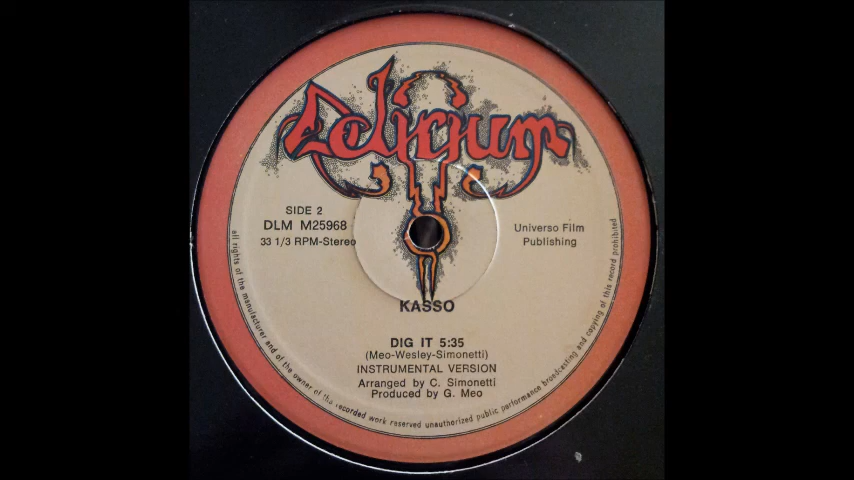 Delirium
SIDE 2
DLM M25968
33 1/3 RPM-Stereo
Universo Film
Publishing
KASSO
DIG IT 5:35
(Meo-Wesley-Simonetti)
INSTRUMENTAL VERSION
Arranged by C. Simonetti
Produced by G. Meo
all rights of the manufacturer and of the owner of the recorded work reserved unauthorized public performance broadcasting and copying of this record prohibited